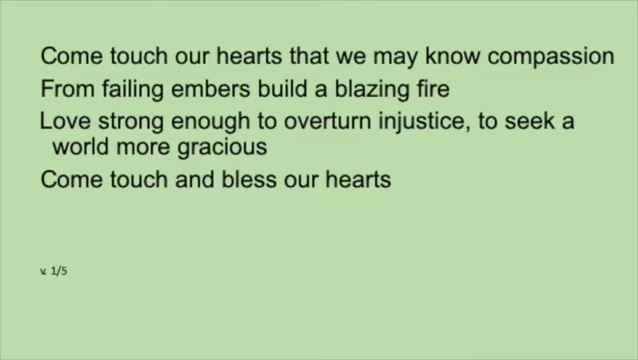 Come touch our hearts that we may know compassion
From failing embers build a blazing fire
Love strong enough to overturn injustice, to seek a
world more gracious
Come touch and bless our hearts
v. 1/5